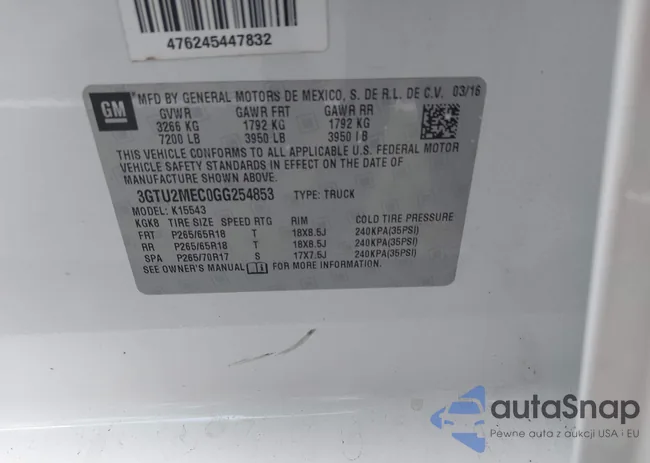 476245447832
GM
MFD BY GENERAL MOTORS DE MEXICO, S. DE R.L. DE C.V. 03/16
GVWR GAWR FRT GAWR RR
3266 KG 1792 KG 1792 KG
7200 LB 3950 LB 3950 LB
THIS VEHICLE CONFORMS TO ALL APPLICABLE U.S. FEDERAL MOTOR
VEHICLE SAFETY STANDARDS IN EFFECT ON THE DATE OF
MANUFACTURE SHOWN ABOVE.
3GTU2MEC0GG254853 TYPE: TRUCK
MODEL: K15543
KGKB TIRE SIZE SPEED RTG RIM COLD TIRE PRESSURE
FRT P265/65R18 T 18X8.5J 240KPA(35PSI)
RR P265/65R18 T 18X8.5J 240KPA(35PSI)
SPA P265/70R17 S 17X7.5J 240KPA(35PSI)
SEE OWNER'S MANUAL FOR MORE INFORMATION.
autaSnap
Pewne auta z aukcji USA i EU